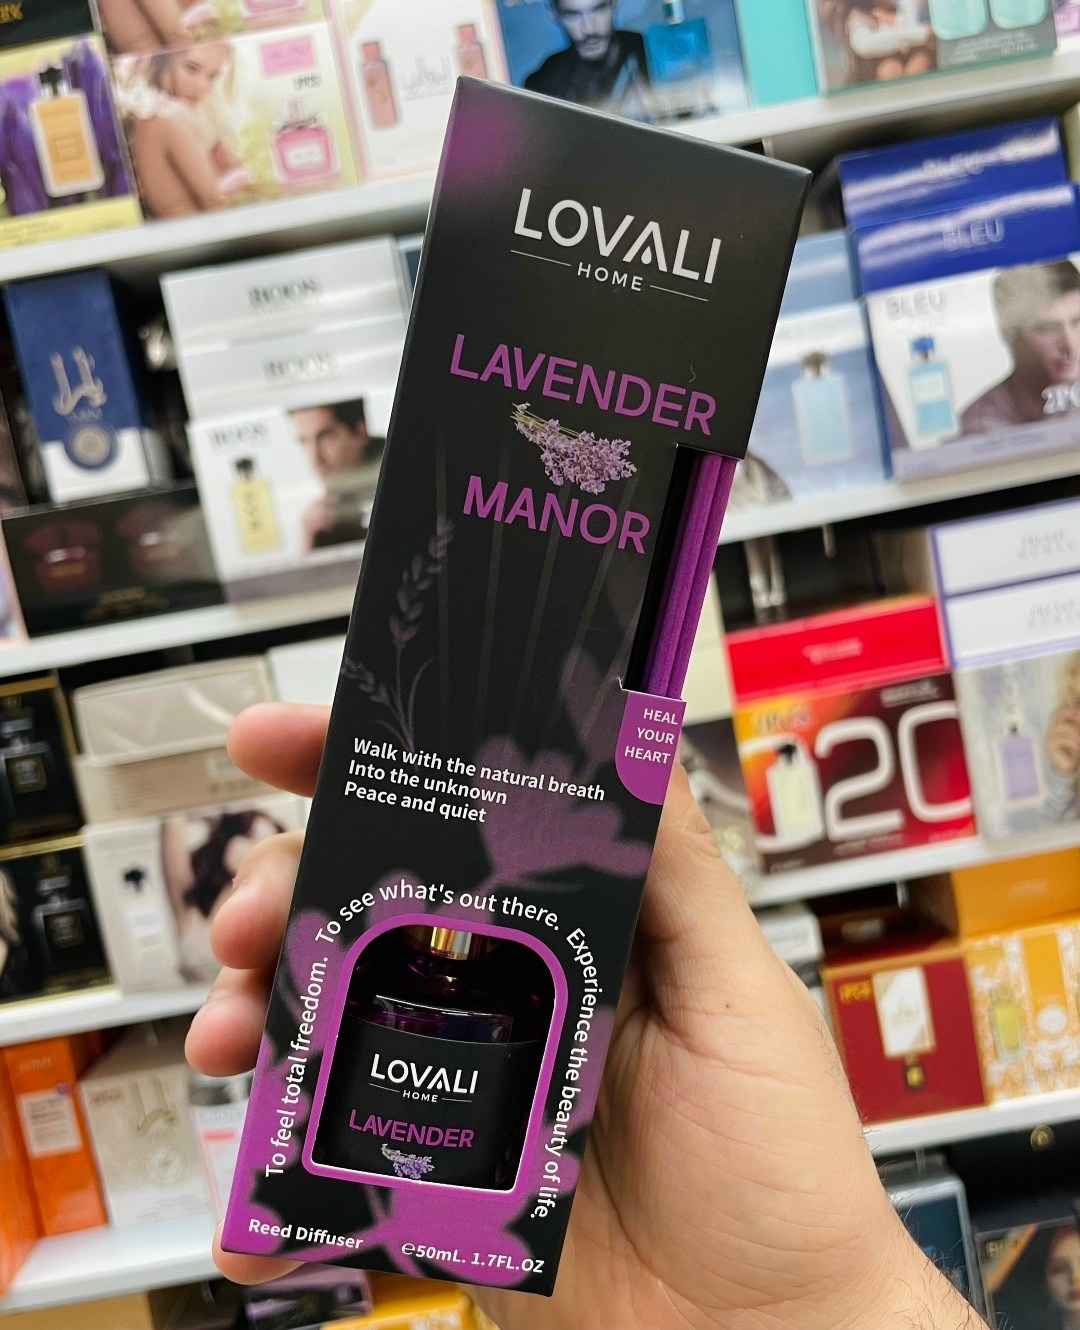 LOVALI
HOME
LAVENDER
MANOR
HEAL
YOUR
HEART
Walk with the natural breath
Into the unknown
Peace and quiet
To feel total freedom. To see what's out there. Experience the beauty of life.
LOVALI
HOME
LAVENDER
Reed Diffuser
℮50mL. 1.7FL.OZ
BLEU
BLEU